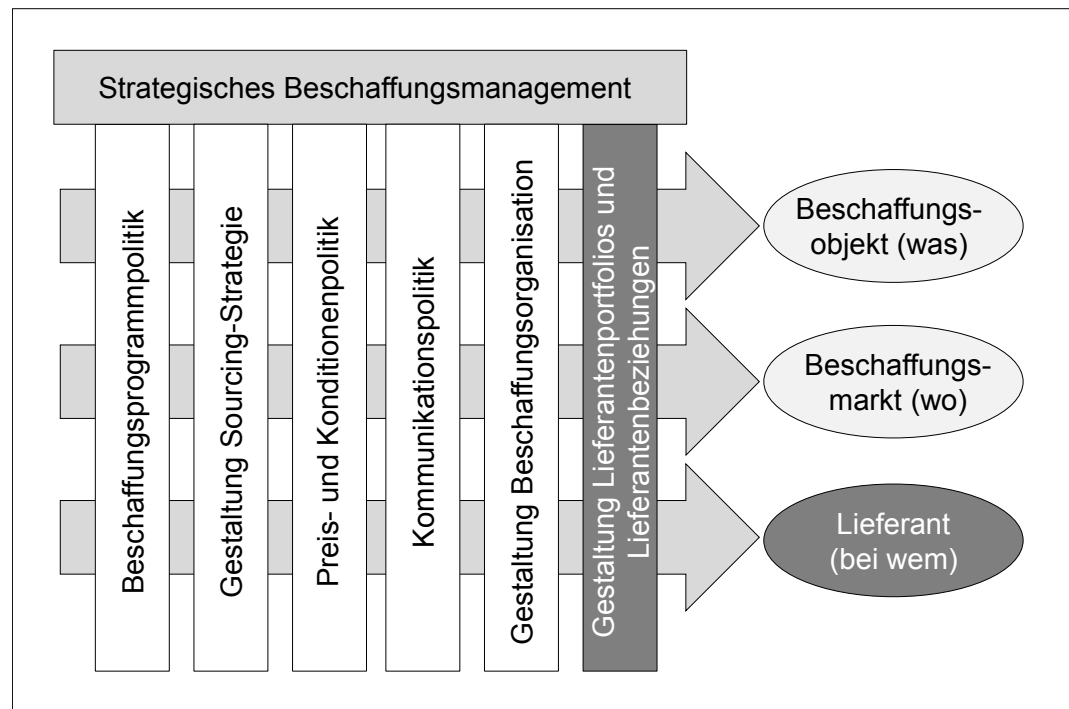 Strategisches Beschaffungsmanagement
Beschaffungsprogrammpolitik
Gestaltung Sourcing-Strategie
Preis- und Konditionenpolitik
Kommunikationspolitik
Gestaltung Beschaffungsorganisation
Gestaltung Lieferantenportfolios und
Lieferantenbeziehungen
Beschaffungs-
objekt (was)
Beschaffungs-
markt (wo)
Lieferant
(bei wem)